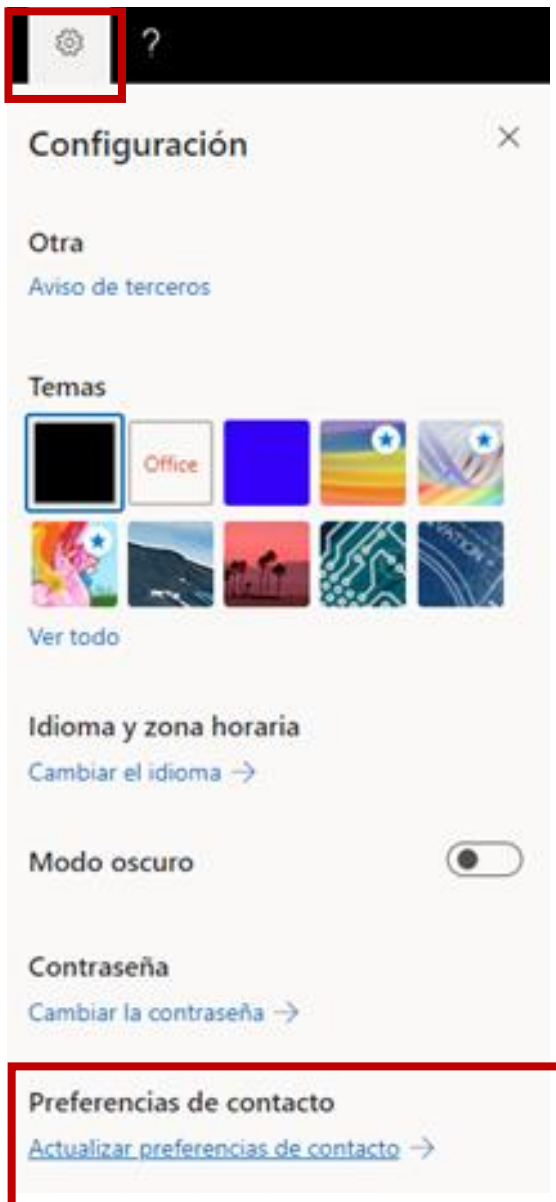 ?
Configuración
Otra
Aviso de terceros
Temas
Office
VATION
Ver todo
Idioma y zona horaria
Cambiar el idioma →
Modo oscuro
Contraseña
Cambiar la contraseña →
Preferencias de contacto
Actualizar preferencias de contacto →